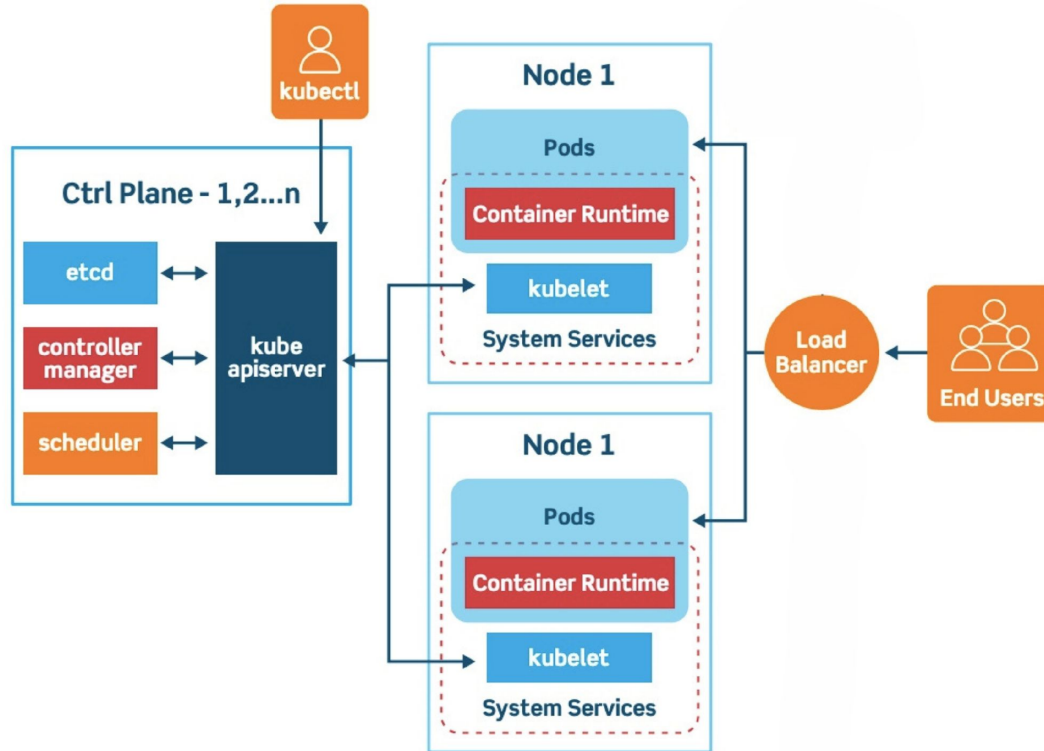 kubectl
Ctrl Plane - 1,2...n
etcd
controller
manager
scheduler
kube
apiserver
Node 1
Pods
Container Runtime
kubelet
System Services
Node 1
Pods
Container Runtime
kubelet
System Services
Load
Balancer
End Users